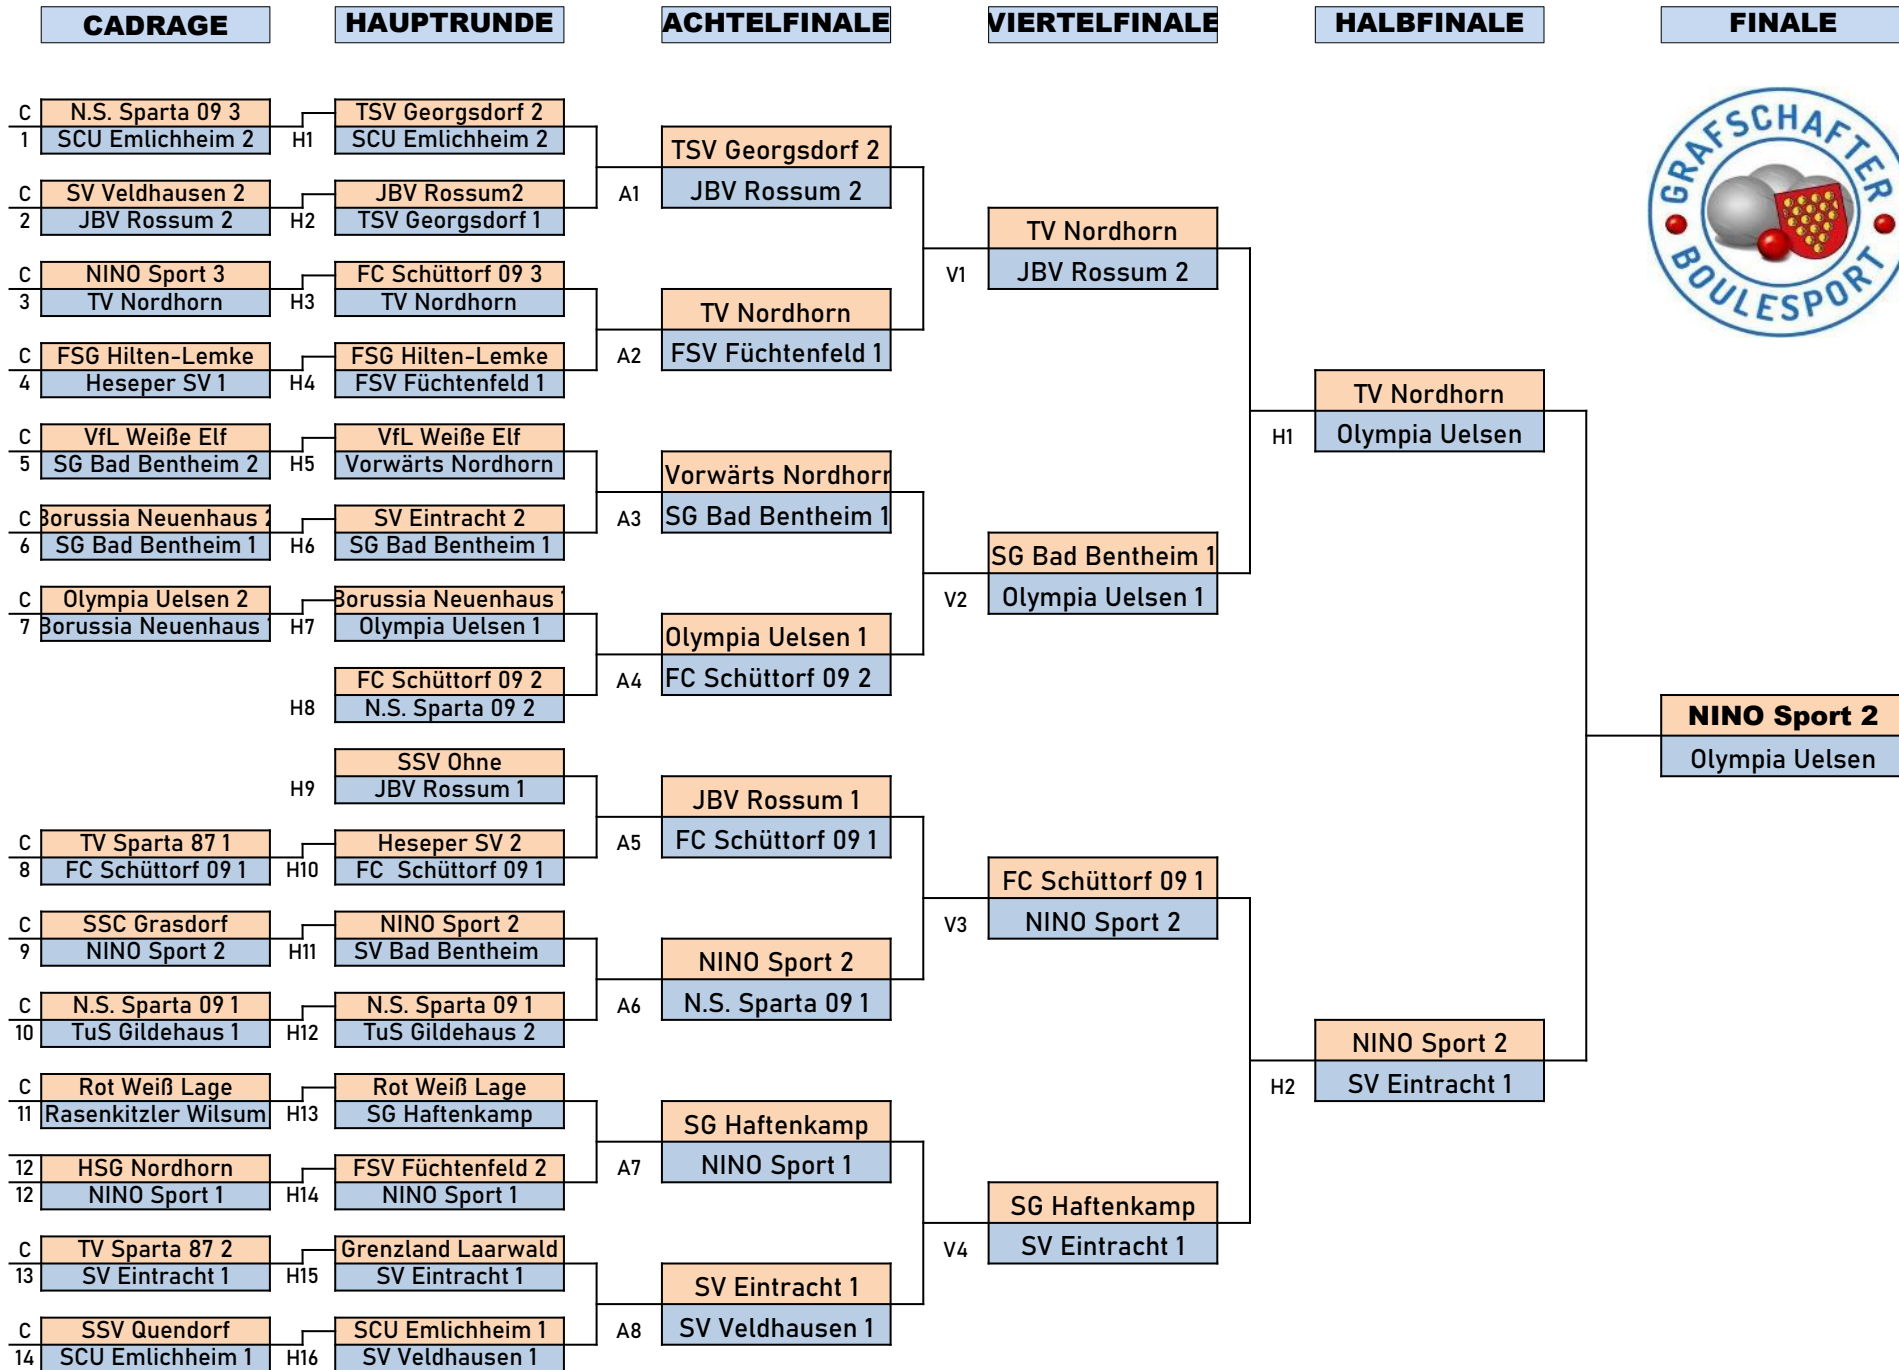 CADRAGE
HAUPTRUNDE
ACHTELFINALE
VIERTELFINALE
HALBFINALE
FINALE
GRAFSCHAFTER
BOULESPORT
C
1
N.S. Sparta 09 3
SCU Emlichheim 2
C
2
SV Veldhausen 2
JBV Rossum 2
C
3
NINO Sport 3
TV Nordhorn
C
4
FSG Hilten-Lemke
Heseper SV 1
C
5
VfL Weiße Elf
SG Bad Bentheim 2
C
6
Borussia Neuenhaus 2
SG Bad Bentheim 1
C
7
Olympia Uelsen 2
Borussia Neuenhaus
C
8
TV Sparta 87 1
FC Schüttorf 09 1
C
9
SSC Grasdorf
NINO Sport 2
C
10
N.S. Sparta 09 1
TuS Gildehaus 1
C
11
Rot Weiß Lage
Rasenkitzler Wilsum
12
12
HSG Nordhorn
NINO Sport 1
C
13
TV Sparta 87 2
SV Eintracht 1
C
14
SSV Quendorf
SCU Emlichheim 1
H1
TSV Georgsdorf 2
SCU Emlichheim 2
H2
JBV Rossum2
TSV Georgsdorf 1
H3
FC Schüttorf 09 3
TV Nordhorn
H4
FSG Hilten-Lemke
FSV Füchtenfeld 1
H5
VfL Weiße Elf
Vorwärts Nordhorn
H6
SV Eintracht 2
SG Bad Bentheim 1
H7
Borussia Neuenhaus
Olympia Uelsen 1
H8
FC Schüttorf 09 2
N.S. Sparta 09 2
H9
SSV Ohne
JBV Rossum 1
H10
Heseper SV 2
FC  Schüttorf 09 1
H11
NINO Sport 2
SV Bad Bentheim
H12
N.S. Sparta 09 1
TuS Gildehaus 2
H13
Rot Weiß Lage
SG Haftenkamp
H14
FSV Füchtenfeld 2
NINO Sport 1
H15
Grenzland Laarwald
SV Eintracht 1
H16
SCU Emlichheim 1
SV Veldhausen 1
A1
TSV Georgsdorf 2
JBV Rossum 2
A2
TV Nordhorn
FSV Füchtenfeld 1
A3
Vorwärts Nordhorn
SG Bad Bentheim 1
A4
Olympia Uelsen 1
FC Schüttorf 09 2
A5
JBV Rossum 1
FC Schüttorf 09 1
A6
NINO Sport 2
N.S. Sparta 09 1
A7
SG Haftenkamp
NINO Sport 1
A8
SV Eintracht 1
SV Veldhausen 1
V1
TV Nordhorn
JBV Rossum 2
V2
SG Bad Bentheim 1
Olympia Uelsen 1
V3
FC Schüttorf 09 1
NINO Sport 2
V4
SG Haftenkamp
SV Eintracht 1
H1
TV Nordhorn
Olympia Uelsen
H2
NINO Sport 2
SV Eintracht 1
NINO Sport 2
Olympia Uelsen